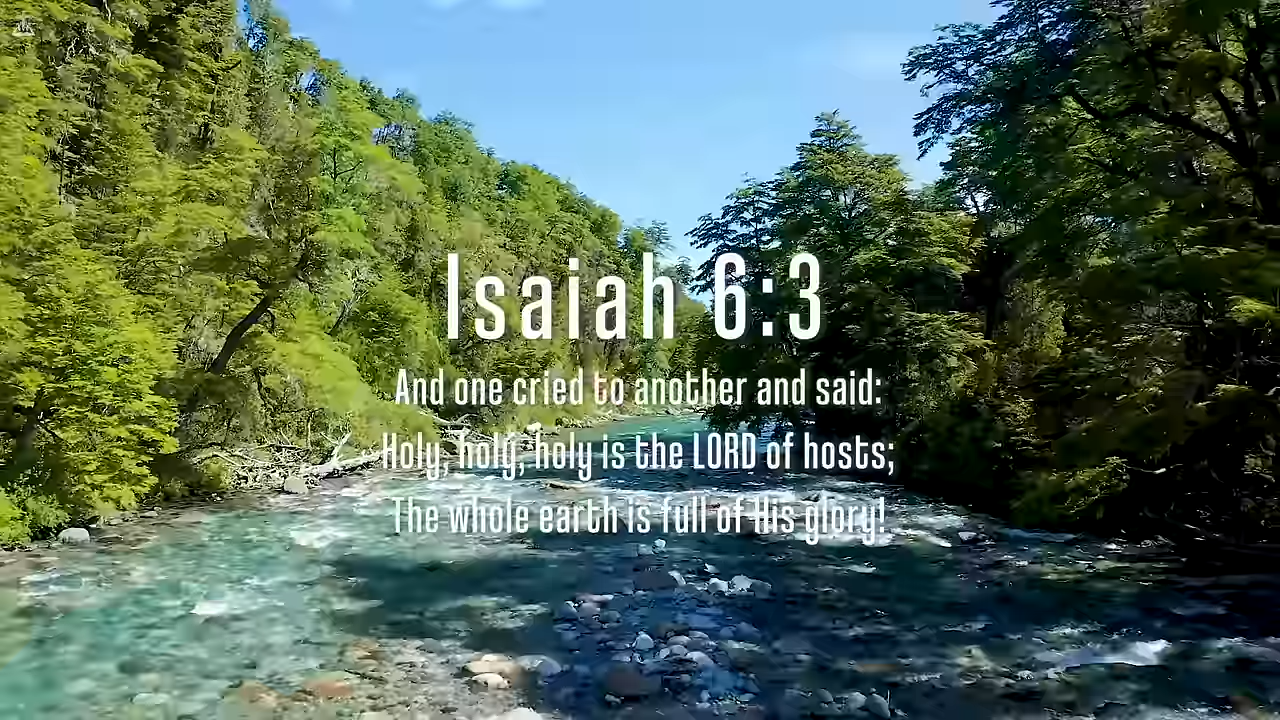 Isaiah 6:3
And one cried to another and said:
Holy, holy, holy is the LORD of hosts;
The whole earth is full of His glory!